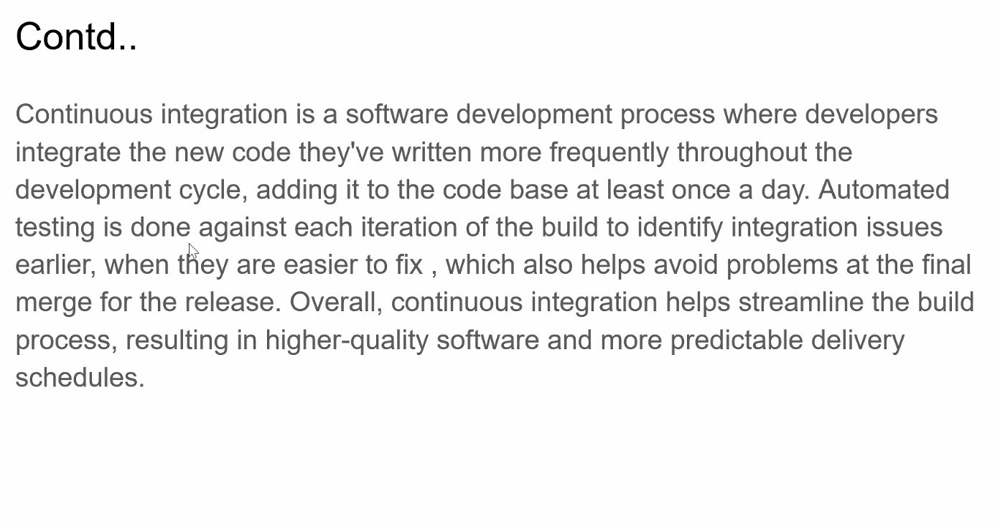 Contd..
Continuous integration is a software development process where developers
integrate the new code they've written more frequently throughout the
development cycle, adding it to the code base at least once a day. Automated
testing is done against each iteration of the build to identify integration issues
earlier, when they are easier to fix , which also helps avoid problems at the final
merge for the release. Overall, continuous integration helps streamline the build
process, resulting in higher-quality software and more predictable delivery
schedules.